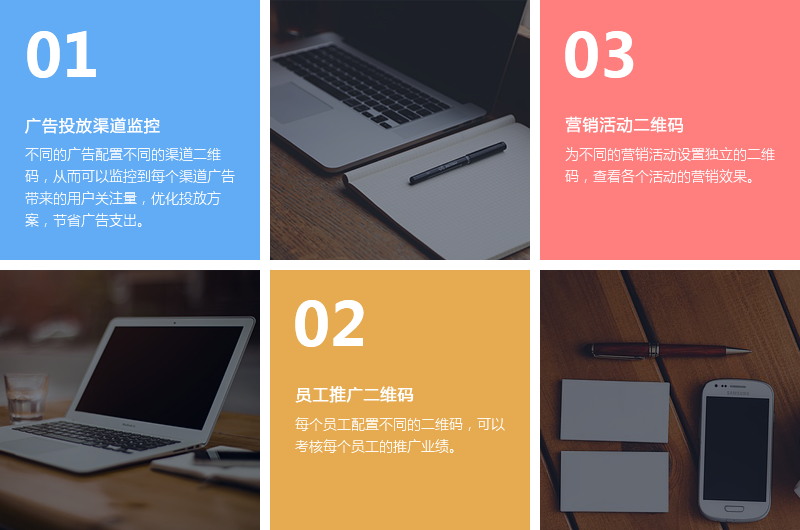 01
广告投放渠道监控
不同的广告配置不同的渠道二维
码，从而可以监控到每个渠道广告
带来的用户关注量，优化投放方
案，节省广告支出。
03
营销活动二维码
为不同的营销活动设置独立的二维
码，查看各个活动的营销效果。
02
员工推广二维码
每个员工配置不同的二维码，可以
考核每个员工的推广业绩。
SAMSUNG